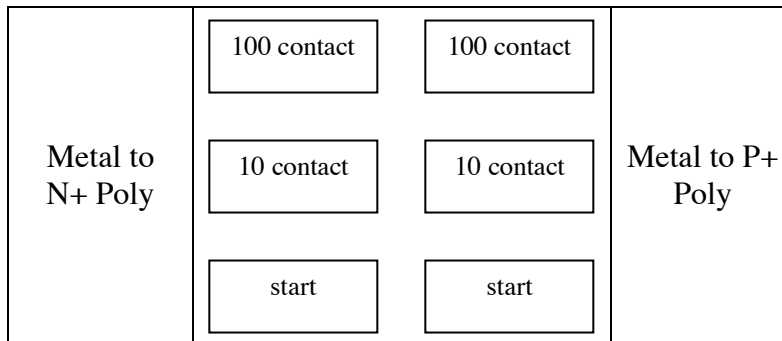 100 contact
100 contact
Metal to
N+ Poly
10 contact
10 contact
Metal to P+
Poly
start
start